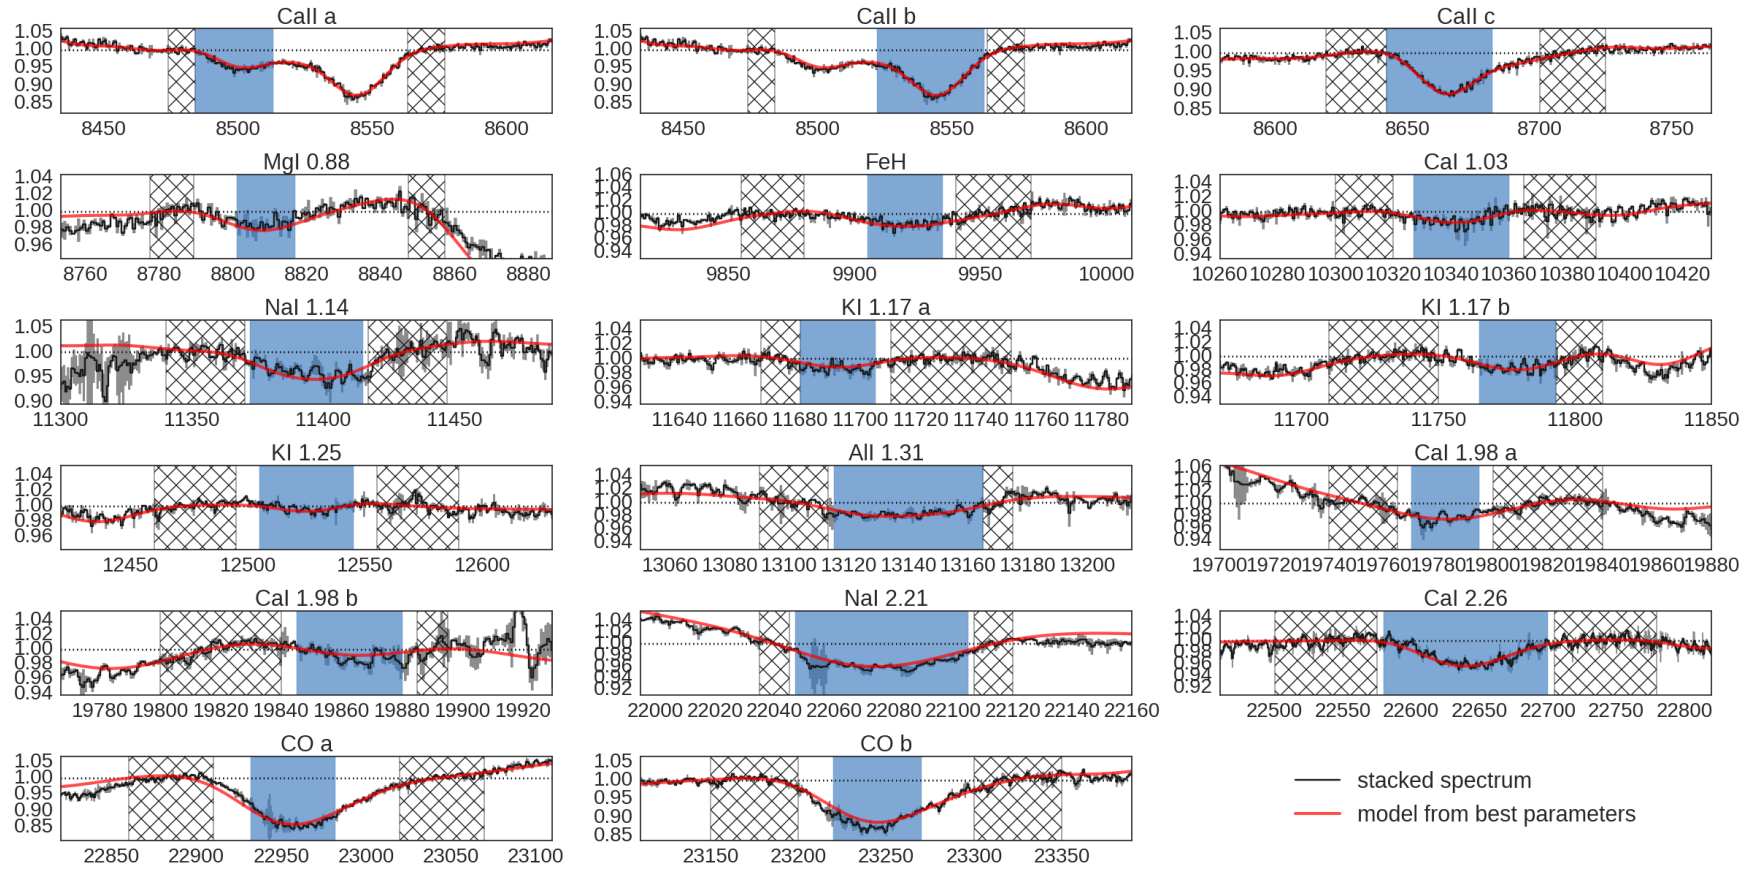 CaII a
CaII b
CaII c
1.05
1.00
0.95
0.90
0.85
8450 8500 8550 8600
1.05
1.00
0.95
0.90
0.85
8450 8500 8550 8600
1.05
1.00
0.95
0.90
0.85
8600 8650 8700 8750
MgI 0.88
FeH
CaI 1.03
1.04
1.02
1.00
0.98
0.96
8760 8780 8800 8820 8840 8860 8880
1.06
1.04
1.02
1.00
0.98
0.96
0.94
9850 9900 9950 10000
1.04
1.02
1.00
0.98
0.96
0.94
10260 10280 10300 10320 10340 10360 10380 10400 10420
NaI 1.14
KI 1.17 a
KI 1.17 b
1.05
1.00
0.95
0.90
11300 11350 11400 11450
1.04
1.02
1.00
0.98
0.96
0.94
11640 11660 11680 11700 11720 11740 11760 11780
1.04
1.02
1.00
0.98
0.96
0.94
11700 11750 11800 11850
KI 1.25
AlI 1.31
CaI 1.98 a
1.04
1.02
1.00
0.98
0.96
12450 12500 12550 12600
1.04
1.02
1.00
0.98
0.96
0.94
13060 13080 13100 13120 13140 13160 13180 13200
1.06
1.04
1.02
1.00
0.98
0.96
0.94
19700 19720 19740 19760 19780 19800 19820 19840 19860 19880
CaI 1.98 b
NaI 2.21
CaI 2.26
1.04
1.02
1.00
0.98
0.96
0.94
19780 19800 19820 19840 19860 19880 19900 19920
1.04
1.02
1.00
0.98
0.96
0.94
0.92
22000 22020 22040 22060 22080 22100 22120 22140 22160
1.04
1.02
1.00
0.98
0.96
0.94
0.92
22500 22550 22600 22650 22700 22750 22800
CO a
CO b
1.05
1.00
0.95
0.90
0.85
22850 22900 22950 23000 23050 23100
1.05
1.00
0.95
0.90
0.85
23150 23200 23250 23300 23350
stacked spectrum
model from best parameters